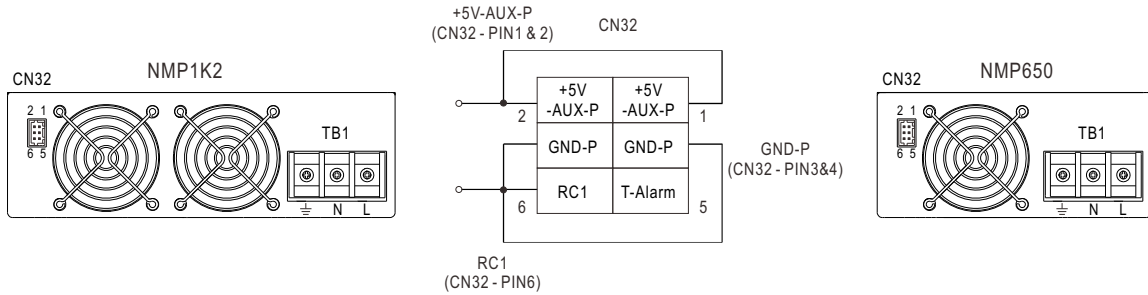 +5V-AUX-P
(CN32 - PIN1 & 2)
CN32
CN32
NMP1K2
2 1
6 5
TB1
N L
+5V
-AUX-P
+5V
-AUX-P
2
1
GND-P
GND-P
RC1
T-Alarm
6
5
GND-P
(CN32 - PIN3&4)
RC1
(CN32 - PIN6)
CN32
NMP650
2 1
6 5
TB1
N L